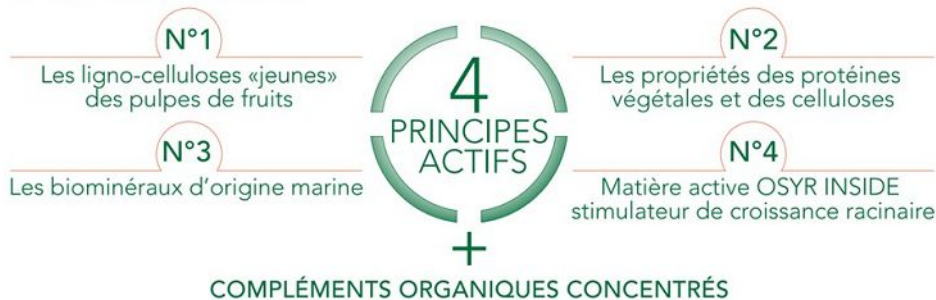 N°1
Les ligno-celluloses «jeunes»
des pulpes de fruits
N°2
Les propriétés des protéines
végétales et des celluloses
4
PRINCIPES
ACTIFS
N°3
Les biominéraux d'origine marine
N°4
Matière active OSYR INSIDE
stimulateur de croissance racinaire
+
COMPLÉMENTS ORGANIQUES CONCENTRÉS